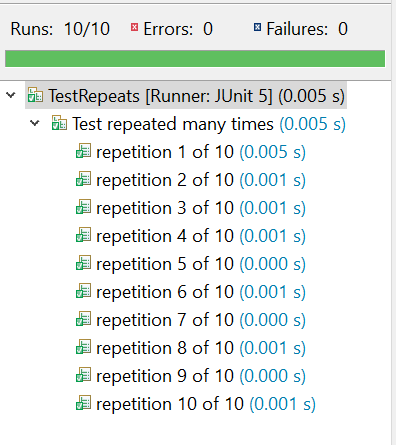 Runs: 10/10 Errors: 0 Failures: 0
TestRepeats [Runner: JUnit 5] (0.005 s)
Test repeated many times (0.005 s)
repetition 1 of 10 (0.005 s)
repetition 2 of 10 (0.001 s)
repetition 3 of 10 (0.001 s)
repetition 4 of 10 (0.001 s)
repetition 5 of 10 (0.000 s)
repetition 6 of 10 (0.001 s)
repetition 7 of 10 (0.000 s)
repetition 8 of 10 (0.001 s)
repetition 9 of 10 (0.000 s)
repetition 10 of 10 (0.001 s)